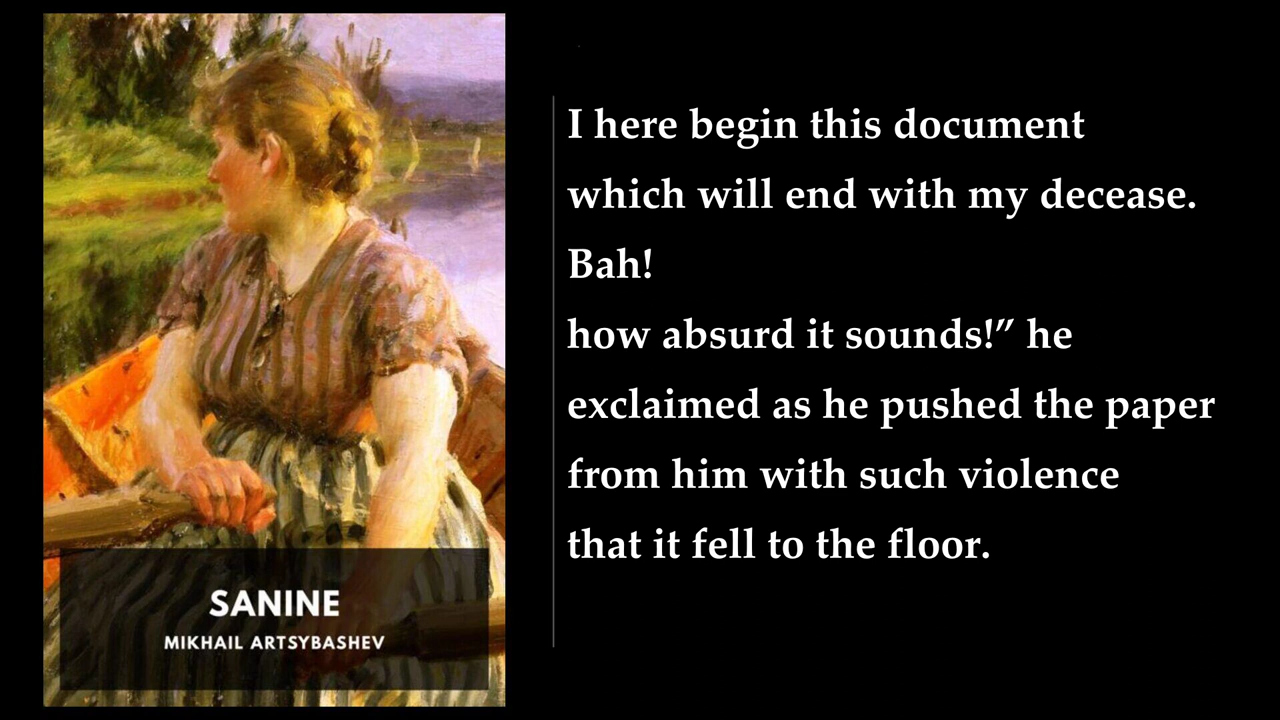 SANINE
MIKHAIL ARTSYBASHEV
I here begin this document
which will end with my decease.
Bah!
how absurd it sounds!” he
exclaimed as he pushed the paper
from him with such violence
that it fell to the floor.